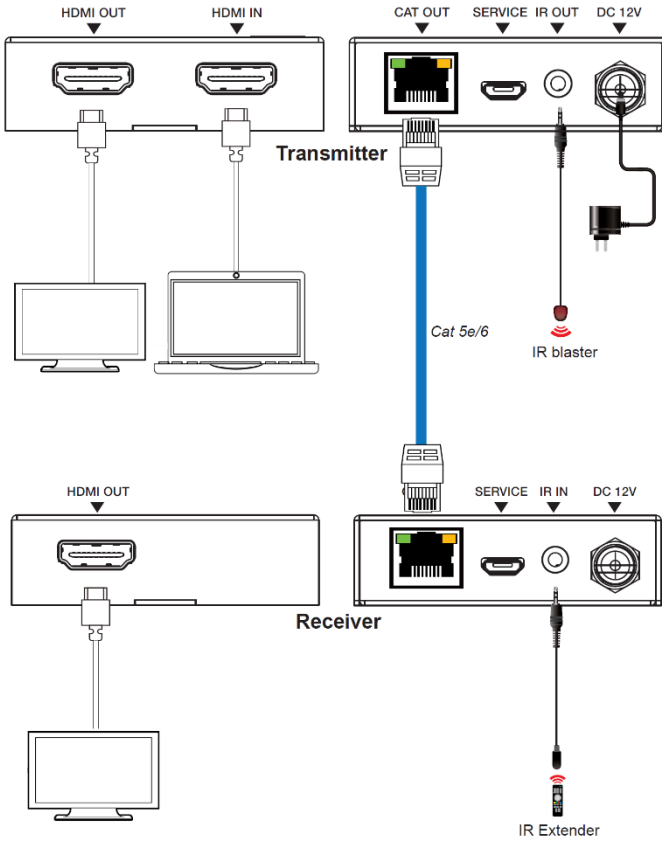 HDMI OUT
HDMI IN
CAT OUT
SERVICE
IR OUT
DC 12V
Transmitter
Cat 5e/6
IR blaster
HDMI OUT
SERVICE
IR IN
DC 12V
Receiver
IR Extender